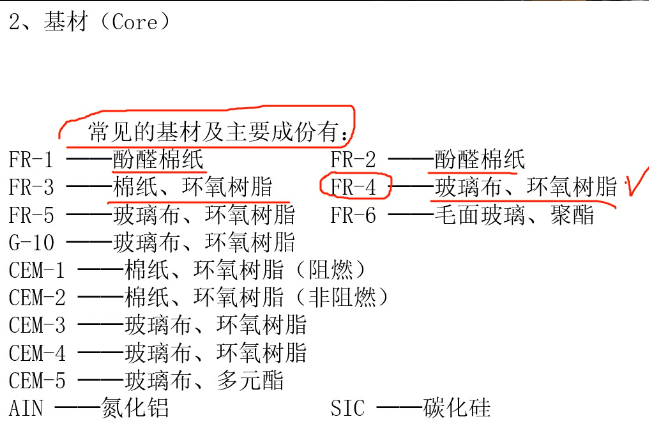 2、基材（Core）
常见的基材及主要成份有：
FR-1 ——酚醛棉纸 FR-2 ——酚醛棉纸
FR-3 ——棉纸、环氧树脂 FR-4 ——玻璃布、环氧树脂
FR-5 ——玻璃布、环氧树脂 FR-6 ——毛面玻璃、聚酯
G-10 ——玻璃布、环氧树脂
CEM-1 ——棉纸、环氧树脂（阻燃）
CEM-2 ——棉纸、环氧树脂（非阻燃）
CEM-3 ——玻璃布、环氧树脂
CEM-4 ——玻璃布、环氧树脂
CEM-5 ——玻璃布、多元酯
AIN ——氮化铝 SIC ——碳化硅